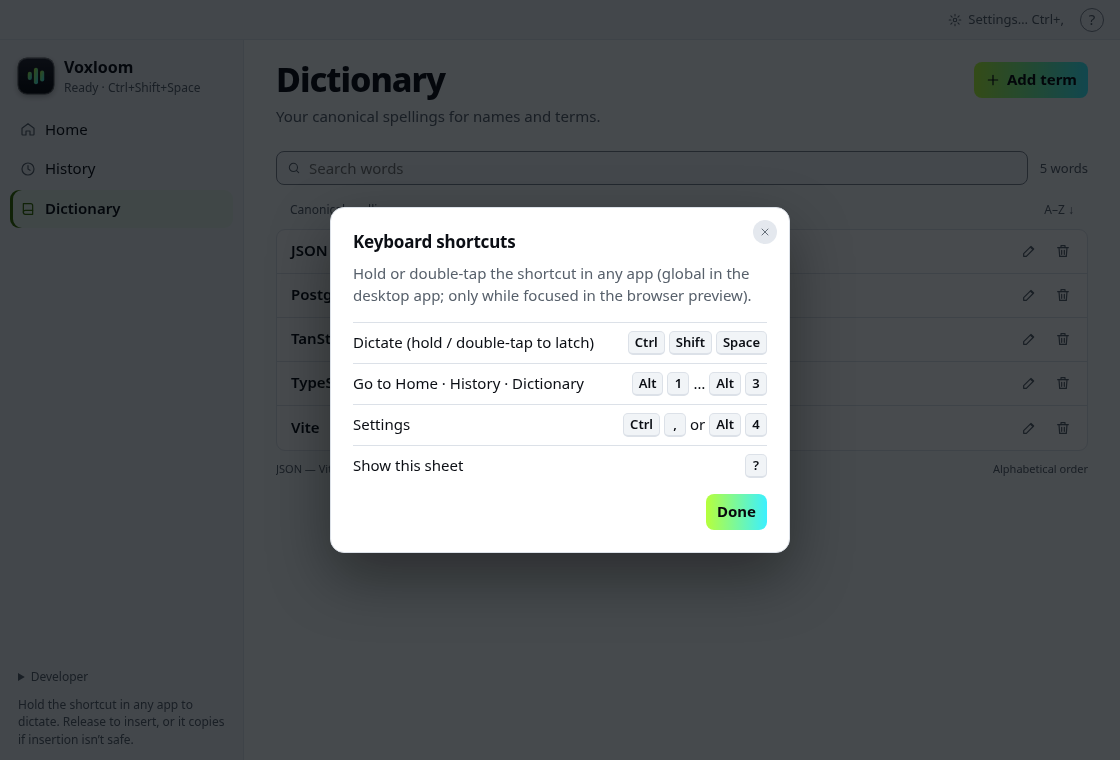 Settings... Ctrl+,
?
Voxloom
Ready · Ctrl+Shift+Space
Home
History
Dictionary
Dictionary
Your canonical spellings for names and terms.
Add term
Search words
5 words
A–Z ↓
JSON
Vite
Alphabetical order
Keyboard shortcuts
Hold or double-tap the shortcut in any app (global in the
desktop app; only while focused in the browser preview).
Dictate (hold / double-tap to latch) Ctrl Shift Space
Go to Home · History · Dictionary Alt 1 ... Alt 3
Settings Ctrl , or Alt 4
Show this sheet ?
Done
Developer
Hold the shortcut in any app to
dictate. Release to insert, or it copies
if insertion isn't safe.